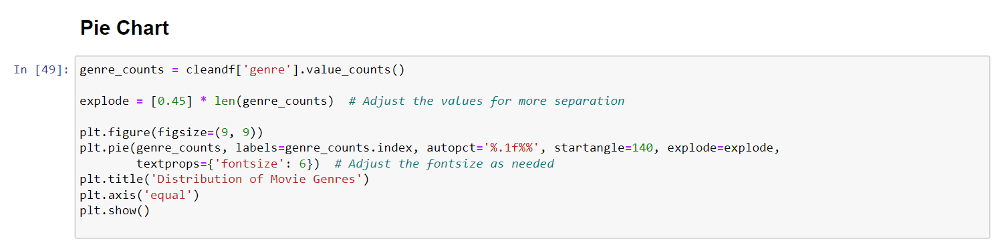 Pie Chart
In [49]:
genre_counts = cleandf['genre'].value_counts()
explode = [0.45] * len(genre_counts)  # Adjust the values for more separation
plt.figure(figsize=(9, 9))
plt.pie(genre_counts, labels=genre_counts.index, autopct='%.1f%%', startangle=140, explode=explode,
        textprops={'fontsize': 6})  # Adjust the fontsize as needed
plt.title('Distribution of Movie Genres')
plt.axis('equal')
plt.show()